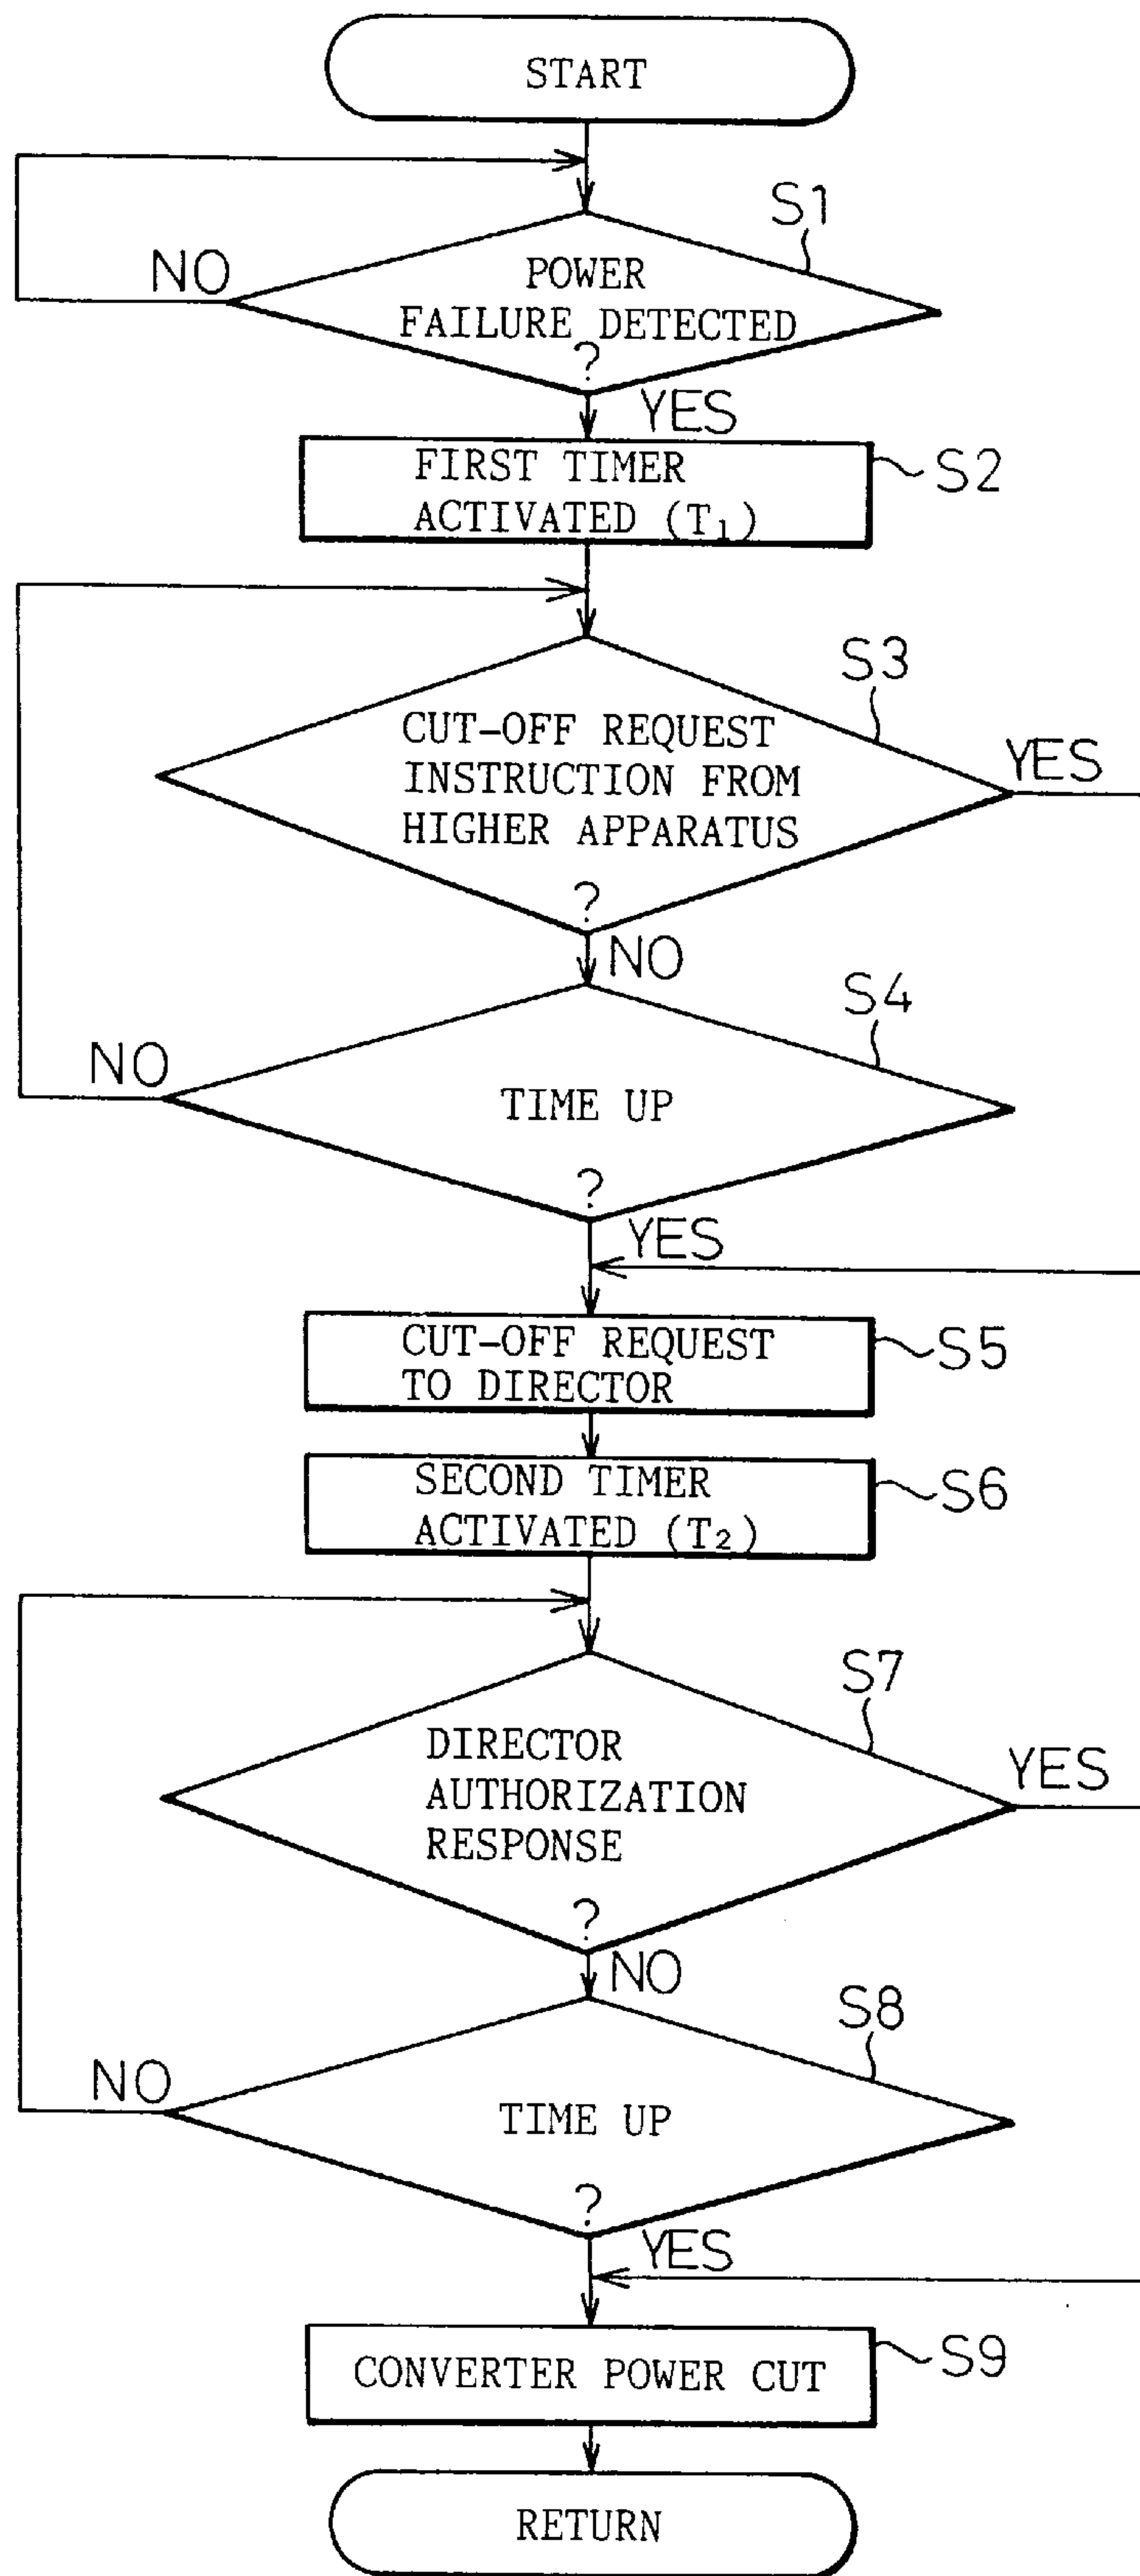 START
S1
NO
POWER
FAILURE DETECTED
?
YES
FIRST TIMER
ACTIVATED (T₁)
S2
S3
CUT-OFF REQUEST
INSTRUCTION FROM
HIGHER APPARATUS
?
YES
NO
S4
NO
TIME UP
?
YES
CUT-OFF REQUEST
TO DIRECTOR
S5
SECOND TIMER
ACTIVATED (T₂)
S6
S7
DIRECTOR
AUTHORIZATION
RESPONSE
?
YES
NO
S8
NO
TIME UP
?
YES
CONVERTER POWER CUT
S9
RETURN